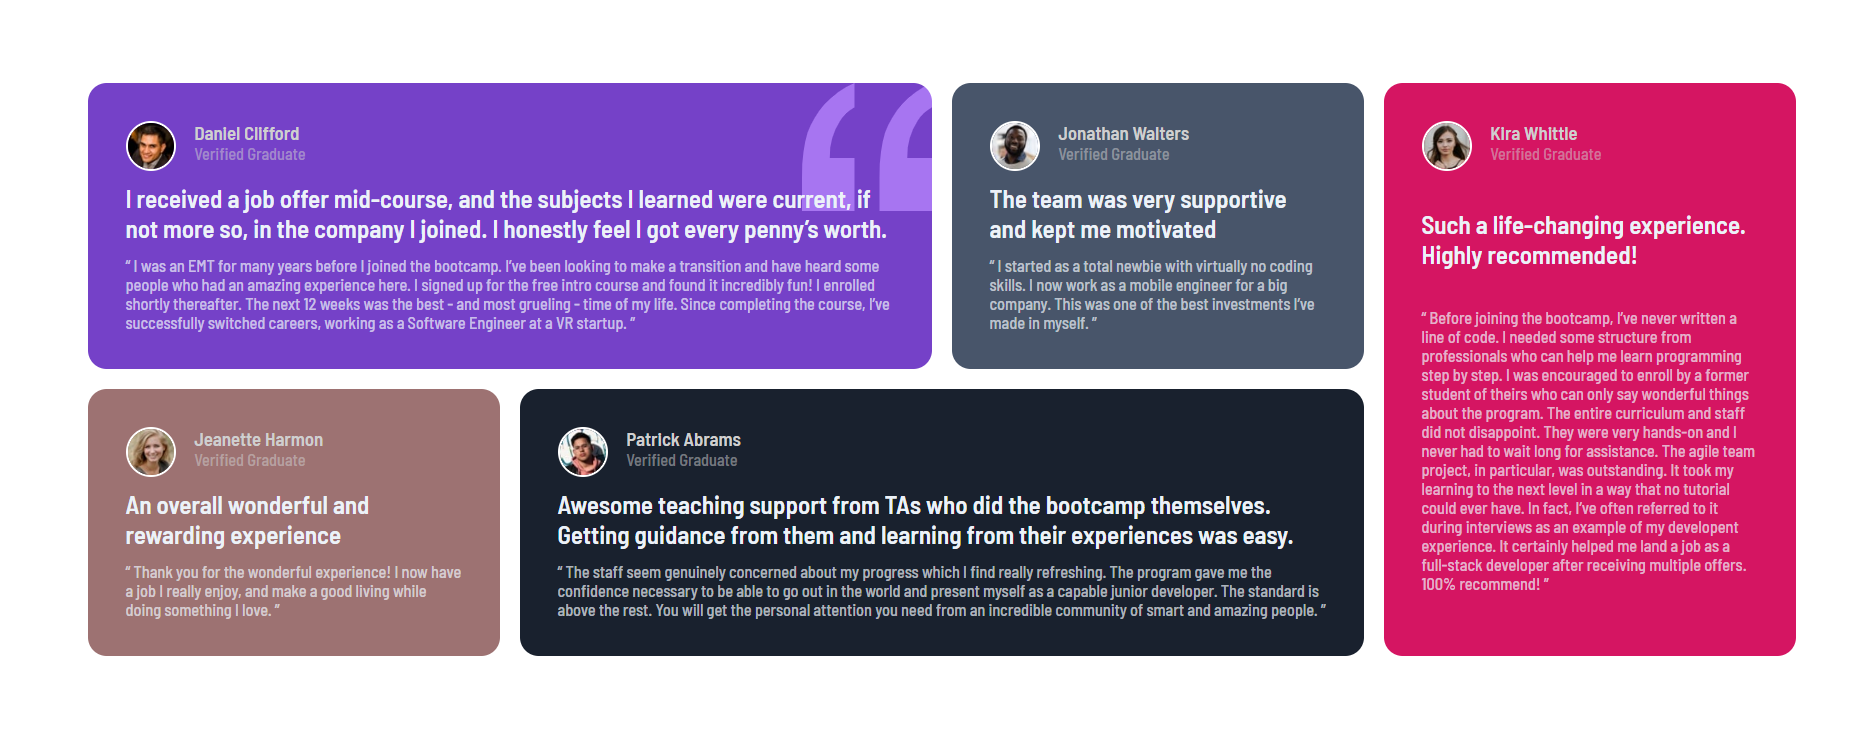 Daniel Clifford
Verified Graduate
I received a job offer mid-course, and the subjects I learned were current, if
not more so, in the company I joined. I honestly feel I got every penny’s worth.
“ I was an EMT for many years before I joined the bootcamp. I’ve been looking to make a transition and have heard some
people who had an amazing experience here. I signed up for the free intro course and found it incredibly fun! I enrolled
shortly thereafter. The next 12 weeks was the best - and most grueling - time of my life. Since completing the course, I’ve
successfully switched careers, working as a Software Engineer at a VR startup. ”
Jonathan Walters
Verified Graduate
The team was very supportive
and kept me motivated
“ I started as a total newbie with virtually no coding
skills. I now work as a mobile engineer for a big
company. This was one of the best investments I’ve
made in myself. ”
Kira Whittle
Verified Graduate
Such a life-changing experience.
Highly recommended!
“ Before joining the bootcamp, I’ve never written a
line of code. I needed some structure from
professionals who can help me learn programming
step by step. I was encouraged to enroll by a former
student of theirs who can only say wonderful things
about the program. The entire curriculum and staff
did not disappoint. They were very hands-on and I
never had to wait long for assistance. The agile team
project, in particular, was outstanding. It took my
learning to the next level in a way that no tutorial
could ever have. In fact, I’ve often referred to it
during interviews as an example of my developent
experience. It certainly helped me land a job as a
full-stack developer after receiving multiple offers.
100% recommend! ”
Jeanette Harmon
Verified Graduate
An overall wonderful and
rewarding experience
“ Thank you for the wonderful experience! I now have
a job I really enjoy, and make a good living while
doing something I love. ”
Patrick Abrams
Verified Graduate
Awesome teaching support from TAs who did the bootcamp themselves.
Getting guidance from them and learning from their experiences was easy.
“ The staff seem genuinely concerned about my progress which I find really refreshing. The program gave me the
confidence necessary to be able to go out in the world and present myself as a capable junior developer. The standard is
above the rest. You will get the personal attention you need from an incredible community of smart and amazing people. ”